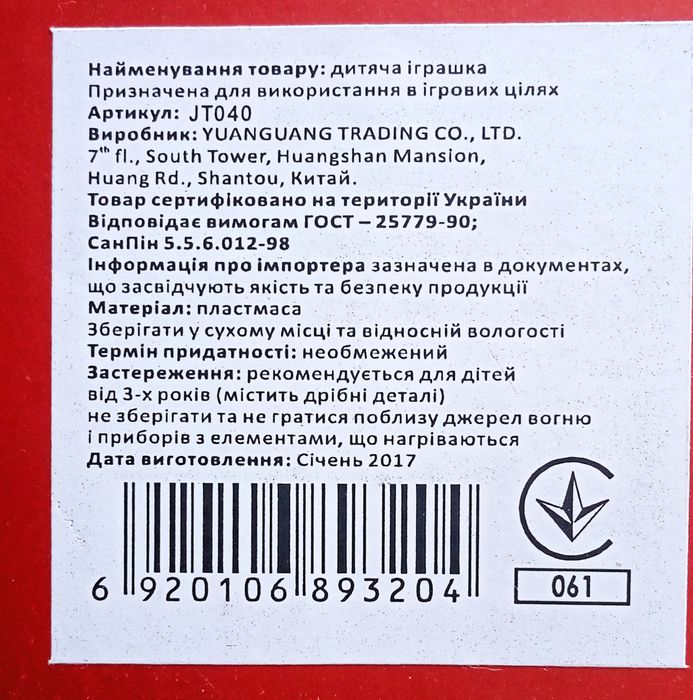 Найменування товару: дитяча іграшка
Призначена для використання в ігрових цілях
Артикул: JT040
Виробник: YUANGUANG TRADING CO., LTD.
7th fl., South Tower, Huangshan Mansion,
Huang Rd., Shantou, Китай.
Товар сертифіковано на території України
Відповідає вимогам ГОСТ – 25779-90;
СанПін 5.5.6.012-98
Інформація про імпортера зазначена в документах,
що засвідчують якість та безпеку продукції
Матеріал: пластмаса
Зберігати у сухому місці та відносній вологості
Термін придатності: необмежений
Застереження: рекомендується для дітей
від 3-х років (містить дрібні деталі)
не зберігати та не гратися поблизу джерел вогню
і приборів з елементами, що нагріваються
Дата виготовлення: Січень 2017
061
6 920106 893204